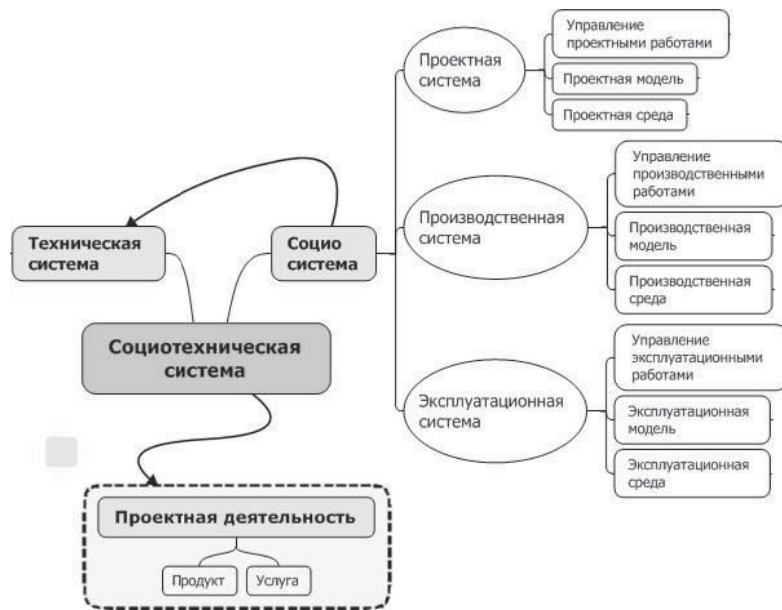 Управление
проектными работами
Проектная
система
Проектная модель
Проектная среда
Управление
производственными
работами
Производственная
система
Производственная
модель
Производственная
среда
Техническая
система
Социо
система
Социотехническая
система
Управление
эксплуатационными
работами
Эксплуатационная
система
Эксплуатационная
модель
Эксплуатационная
среда
Проектная деятельность
Продукт
Услуга